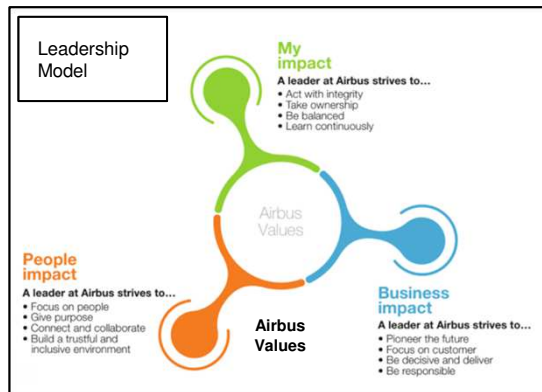 Leadership
Model
My
impact
A leader at Airbus strives to...
• Act with integrity
• Take ownership
• Be balanced
• Learn continuously
Airbus
Values
People
impact
A leader at Airbus strives to...
• Focus on people
• Give purpose
• Connect and collaborate
• Build a trustful and
inclusive environment
Airbus
Values
Business
impact
A leader at Airbus strives to...
• Pioneer the future
• Focus on customer
• Be decisive and deliver
• Be responsible